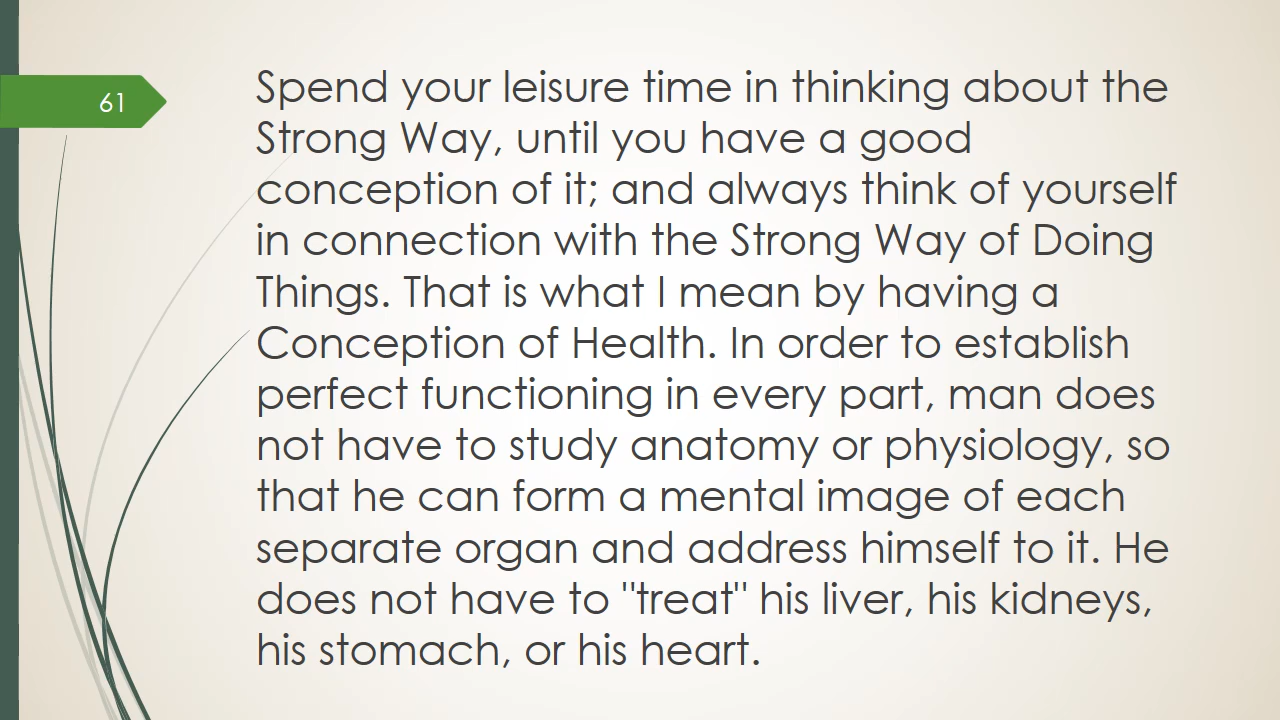 61
Spend your leisure time in thinking about the
Strong Way, until you have a good
conception of it; and always think of yourself
in connection with the Strong Way of Doing
Things. That is what I mean by having a
Conception of Health. In order to establish
perfect functioning in every part, man does
not have to study anatomy or physiology, so
that he can form a mental image of each
separate organ and address himself to it. He
does not have to "treat" his liver, his kidneys,
his stomach, or his heart.